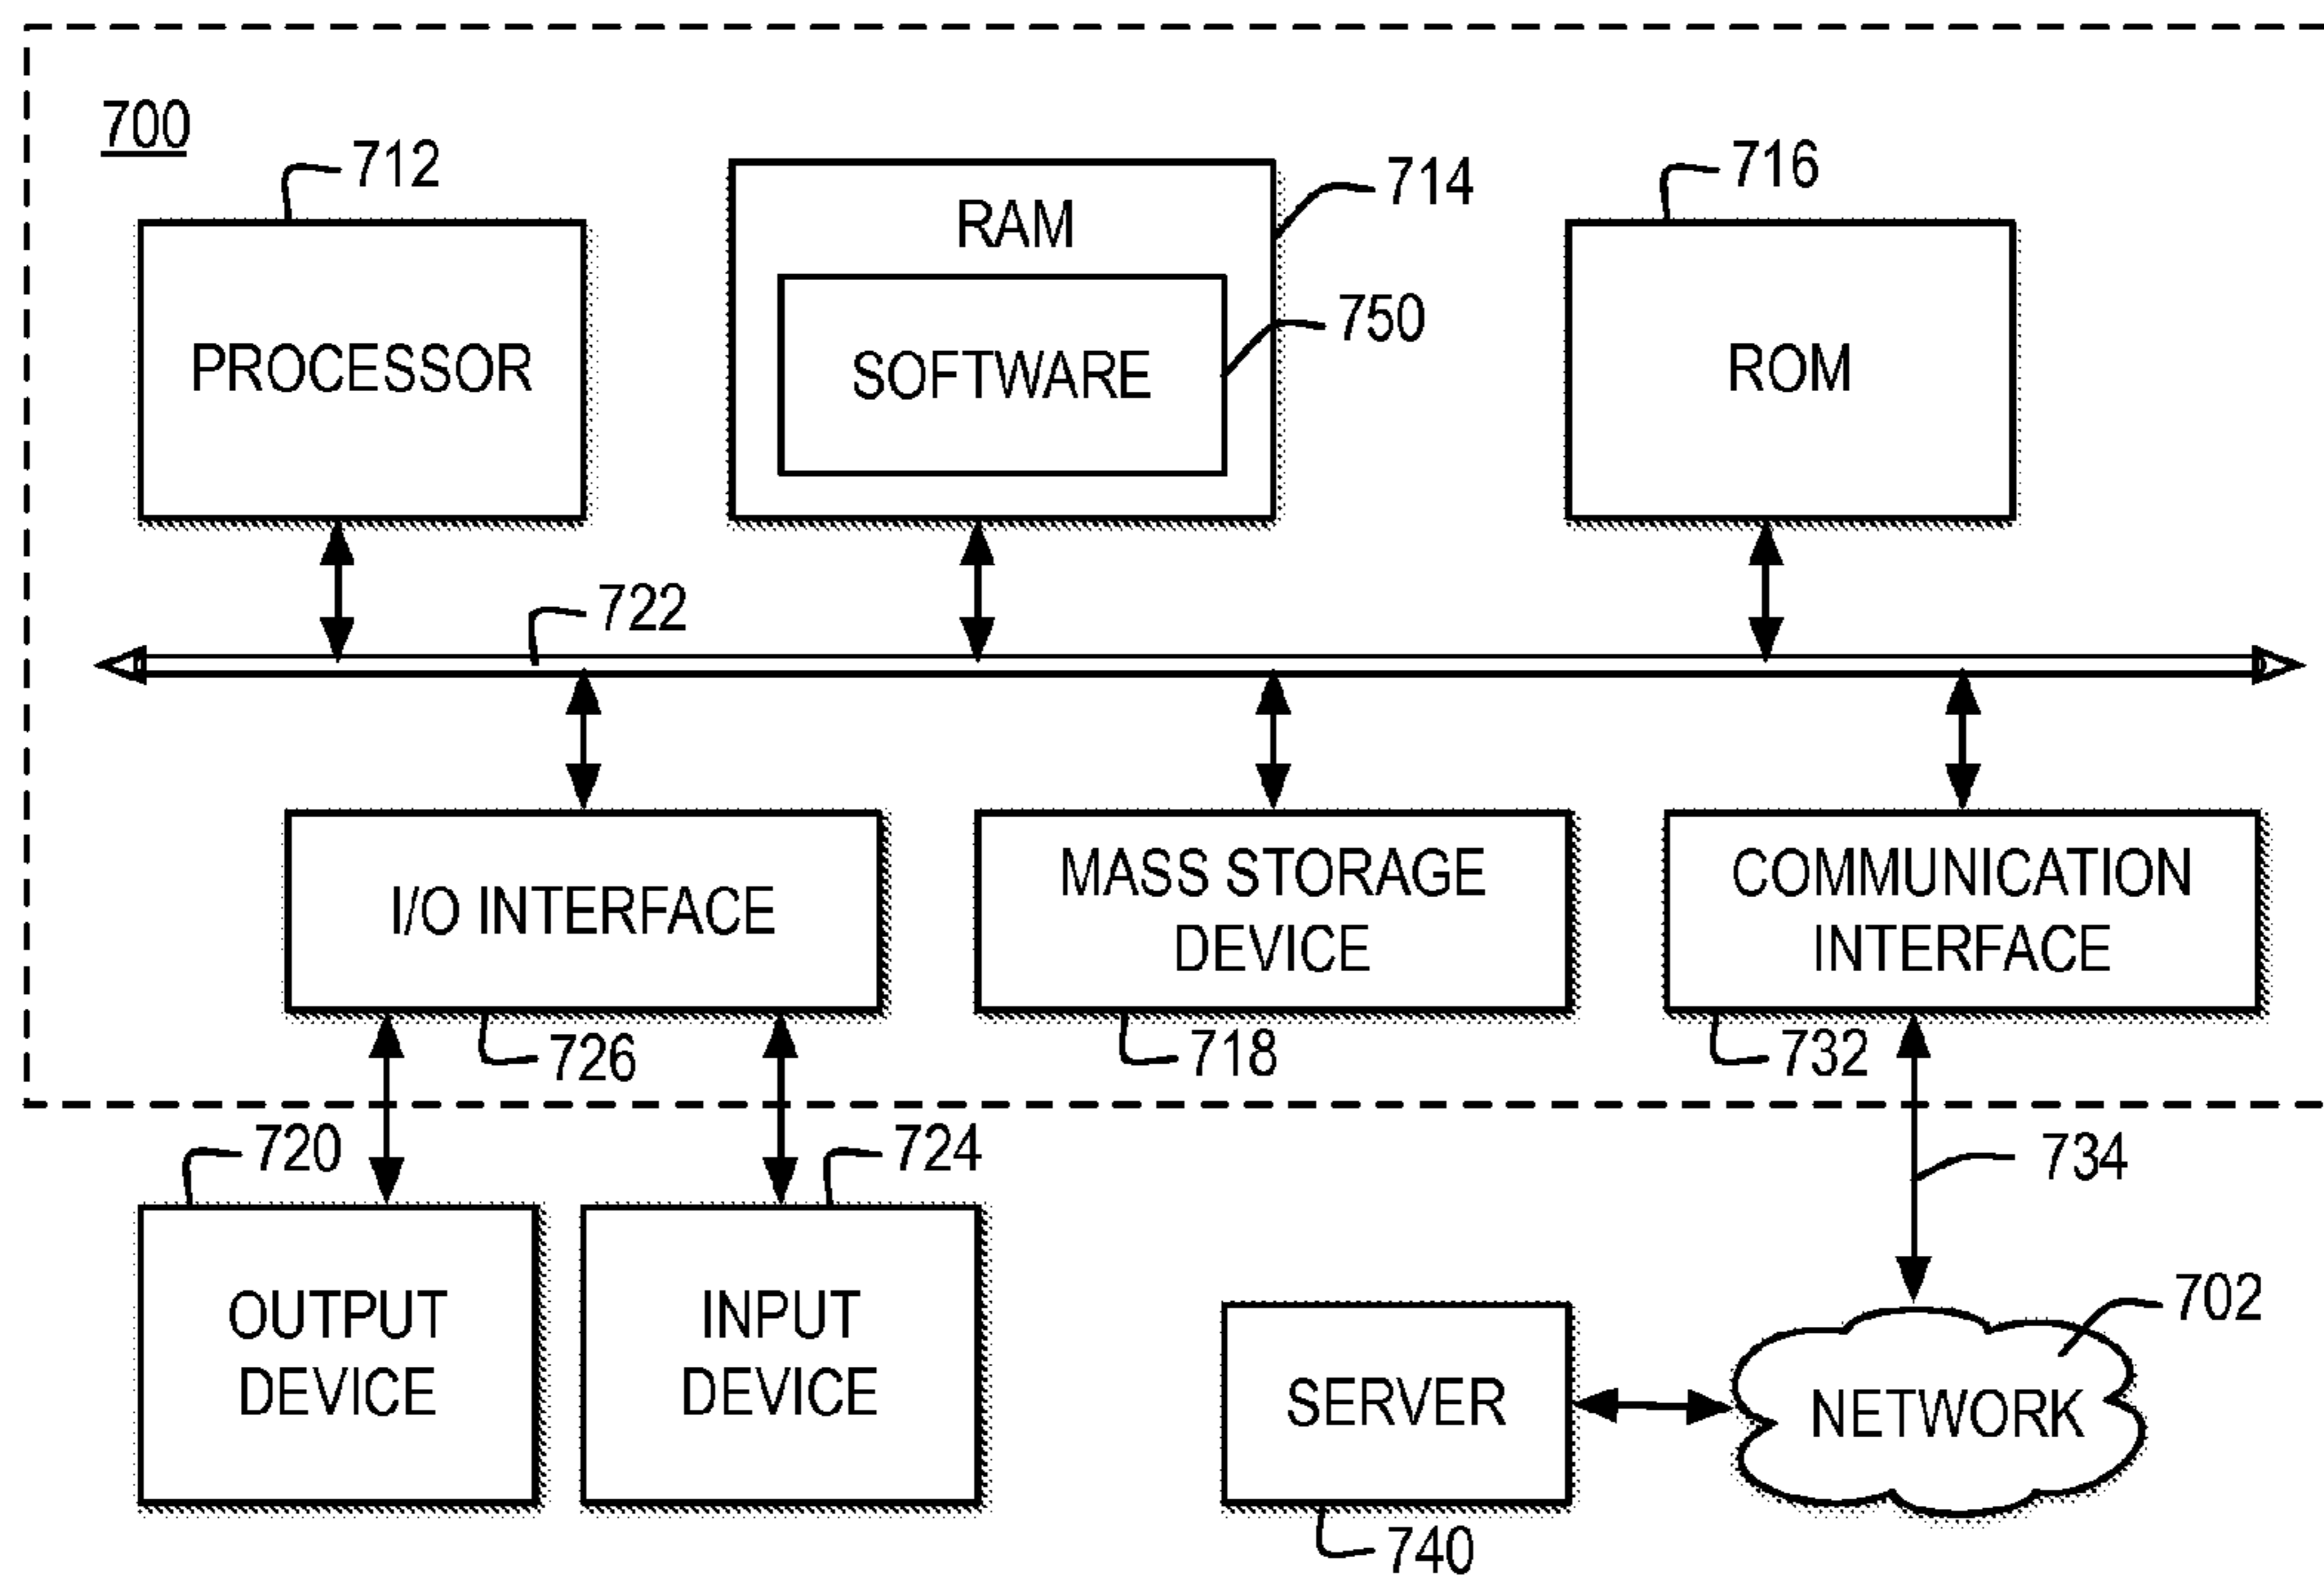 700
712
714
716
RAM
750
PROCESSOR
SOFTWARE
ROM
722
I/O INTERFACE
MASS STORAGE
DEVICE
COMMUNICATION
INTERFACE
726
718
732
720
724
734
OUTPUT
DEVICE
INPUT
DEVICE
702
SERVER
NETWORK
740